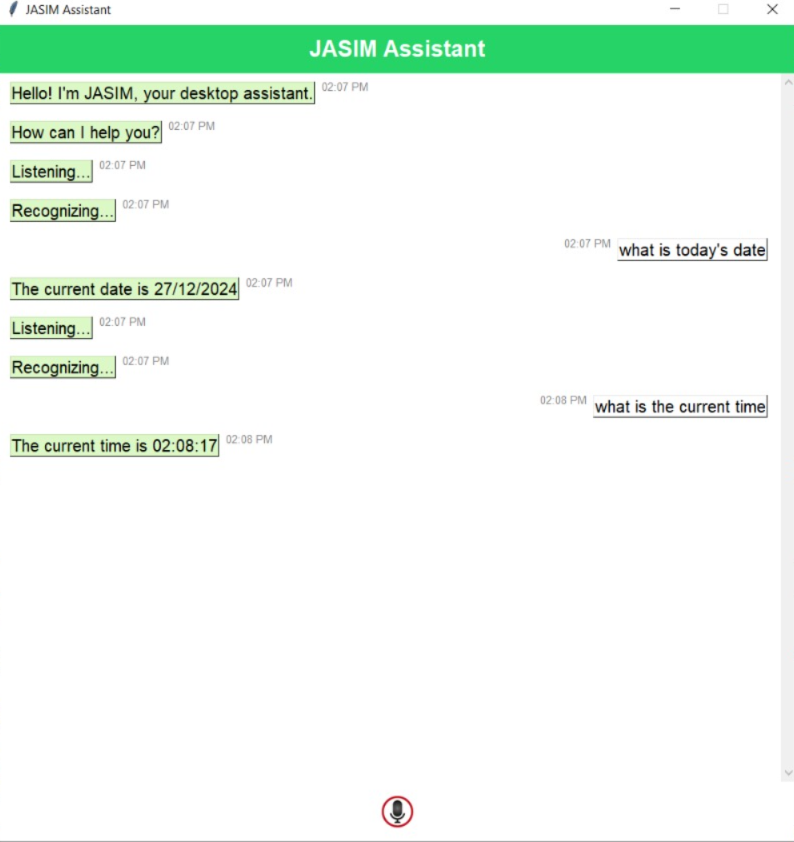 JASIM Assistant
JASIM Assistant
Hello! I'm JASIM, your desktop assistant. 02:07 PM
How can I help you? 02:07 PM
Listening... 02:07 PM
Recognizing... 02:07 PM
02:07 PM what is today's date
The current date is 27/12/2024 02:07 PM
Listening... 02:07 PM
Recognizing... 02:07 PM
02:08 PM what is the current time
The current time is 02:08:17 02:08 PM